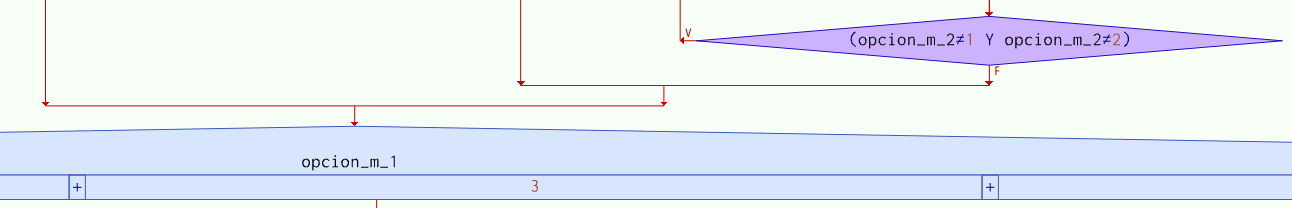 V
(opcion_m_2≠1 Y opcion_m_2≠2)
F
opcion_m_1
+ 3 +